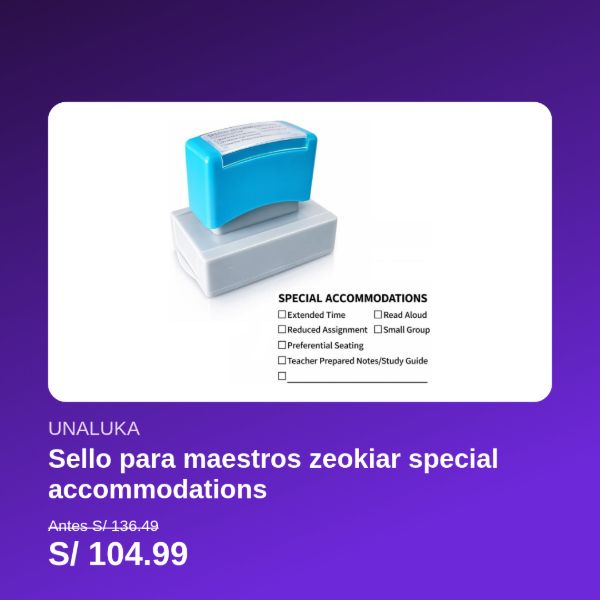 SPECIAL ACCOMMODATIONS
Extended Time Read Aloud
Reduced Assignment Small Group
Preferential Seating
Teacher Prepared Notes/Study Guide
UNALUKA
Sello para maestros zeokiar special
accommodations
Antes S/ 136.49
S/ 104.99